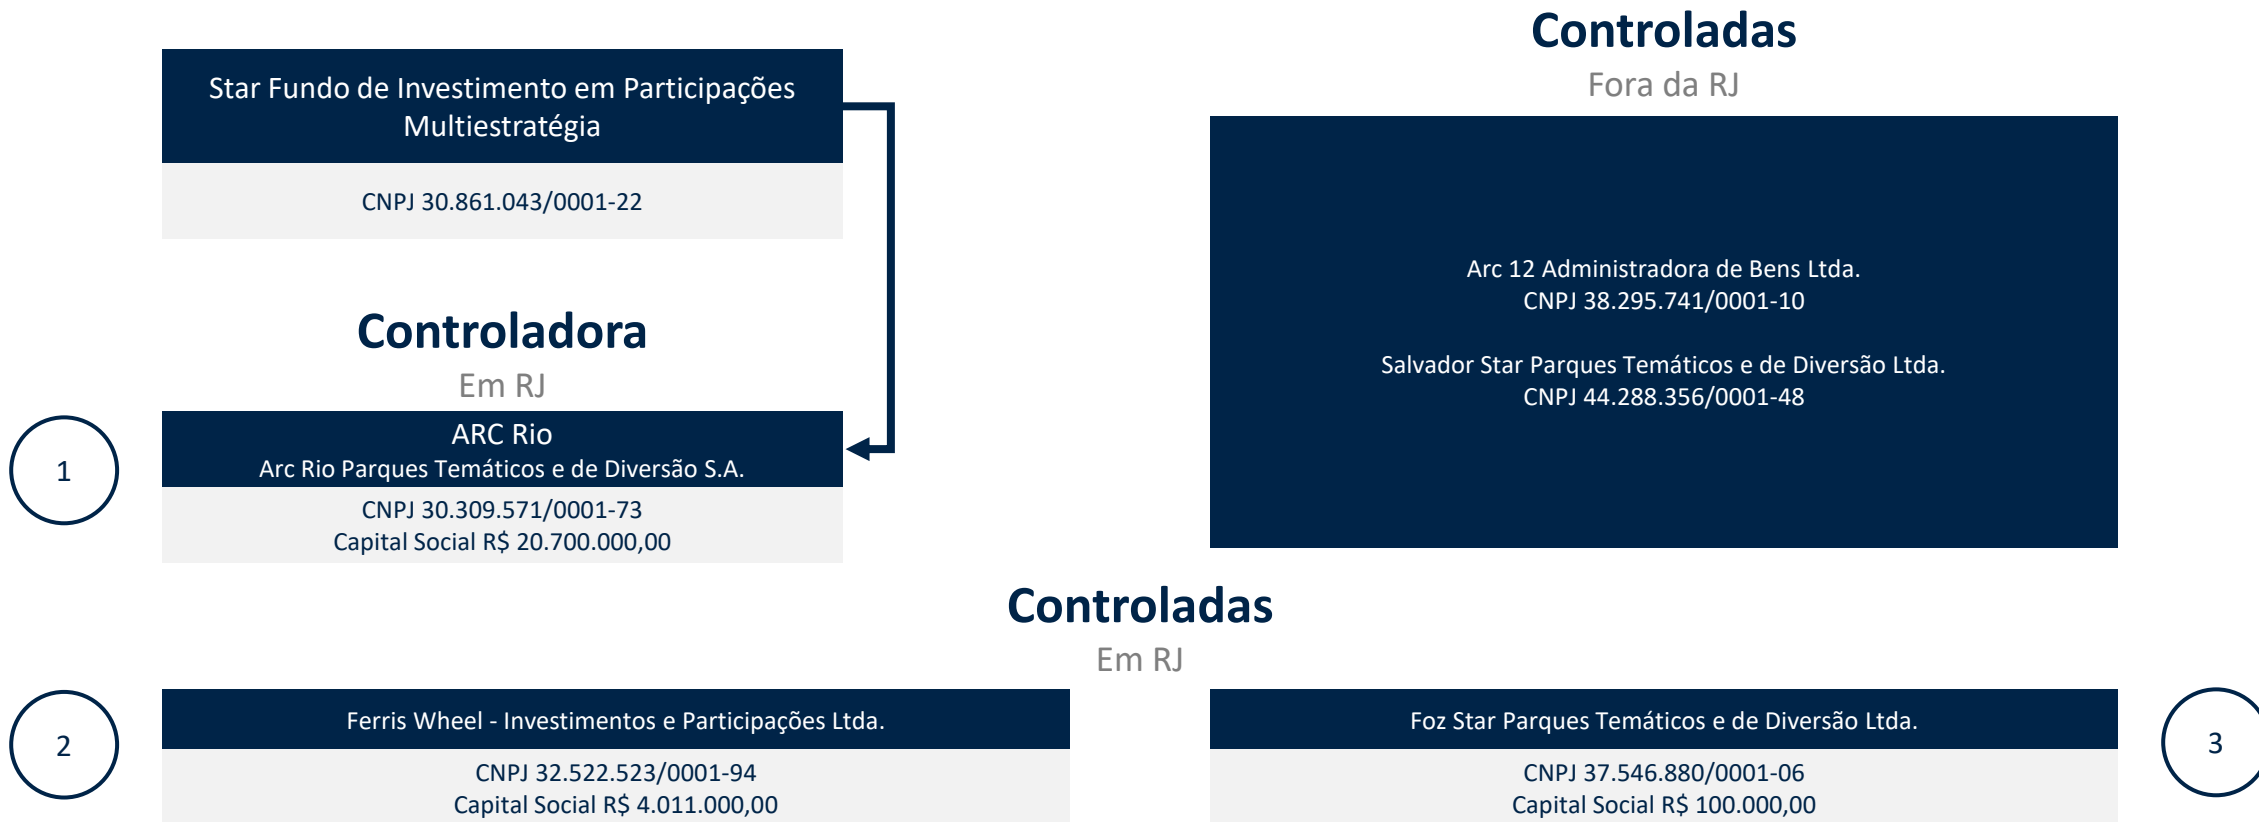 Star Fundo de Investimento em Participações
Multiestratégia
CNPJ 30.861.043/0001-22
Controladora
Em RJ
1
ARC Rio
Arc Rio Parques Temáticos e de Diversão S.A.
CNPJ 30.309.571/0001-73
Capital Social R$ 20.700.000,00
Controladas
Fora da RJ
Arc 12 Administradora de Bens Ltda.
CNPJ 38.295.741/0001-10
Salvador Star Parques Temáticos e de Diversão Ltda.
CNPJ 44.288.356/0001-48
Controladas
Em RJ
2
Ferris Wheel - Investimentos e Participações Ltda.
CNPJ 32.522.523/0001-94
Capital Social R$ 4.011.000,00
Foz Star Parques Temáticos e de Diversão Ltda.
CNPJ 37.546.880/0001-06
Capital Social R$ 100.000,00
3